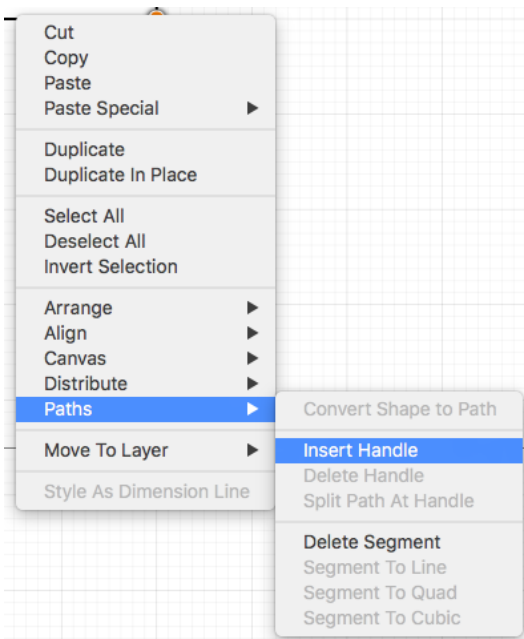 Cut
Copy
Paste
Paste Special
Duplicate
Duplicate In Place
Select All
Deselect All
Invert Selection
Arrange
Align
Canvas
Distribute
Paths
Move To Layer
Style As Dimension Line
Convert Shape to Path
Insert Handle
Delete Handle
Split Path At Handle
Delete Segment
Segment To Line
Segment To Quad
Segment To Cubic